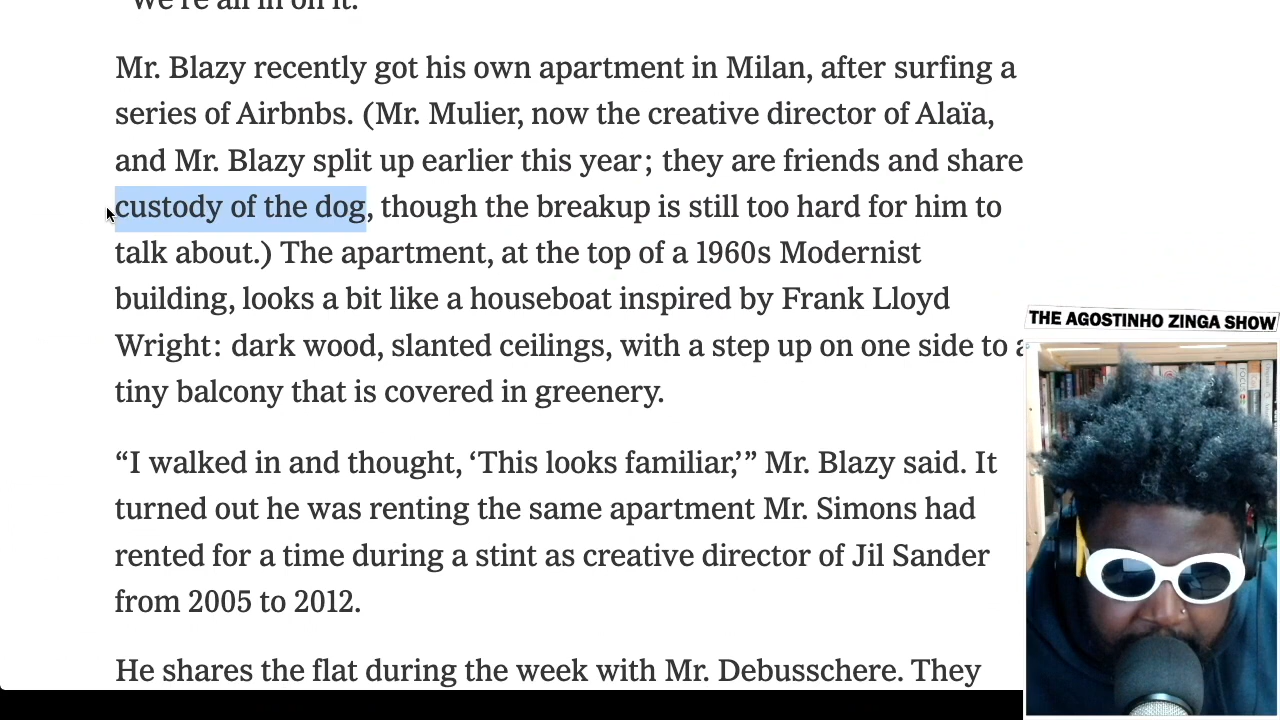 "We're all in on it."
Mr. Blazy recently got his own apartment in Milan, after surfing a
series of Airbnbs. (Mr. Mulier, now the creative director of Alaïa,
and Mr. Blazy split up earlier this year; they are friends and share
custody of the dog, though the breakup is still too hard for him to
talk about.) The apartment, at the top of a 1960s Modernist
building, looks a bit like a houseboat inspired by Frank Lloyd
Wright: dark wood, slanted ceilings, with a step up on one side to a
tiny balcony that is covered in greenery.
“I walked in and thought, ‘This looks familiar,’” Mr. Blazy said. It
turned out he was renting the same apartment Mr. Simons had
rented for a time during a stint as creative director of Jil Sander
from 2005 to 2012.
He shares the flat during the week with Mr. Debusschere. They
THE AGOSTINHO ZINGA SHOW